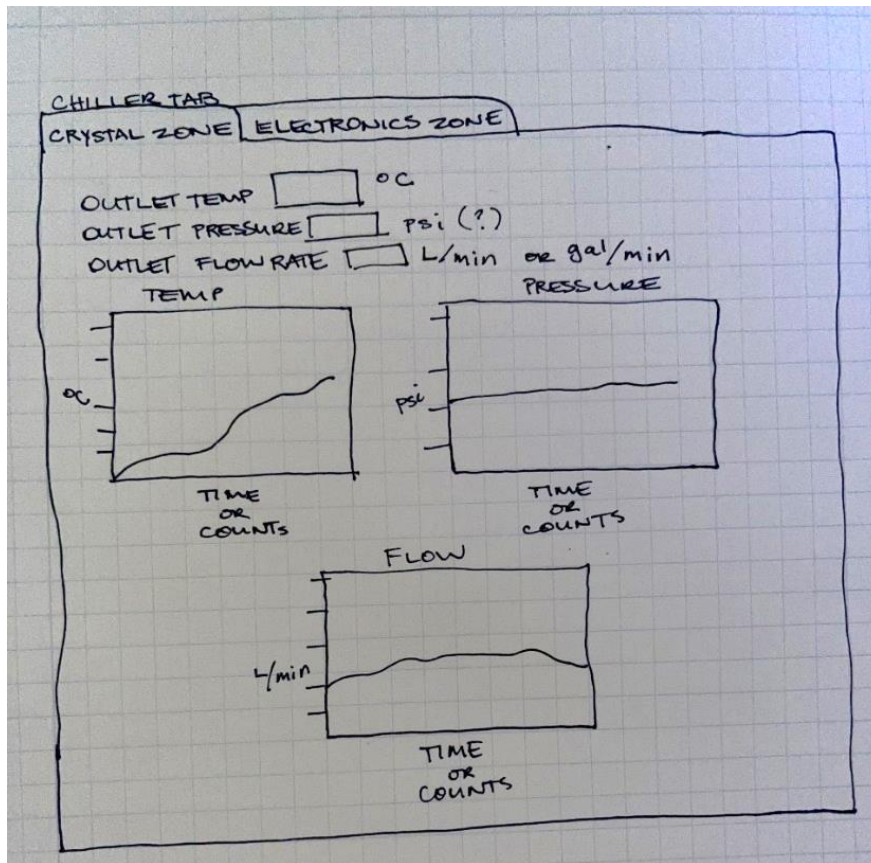 CHILLER TAB
CRYSTAL ZONE ELECTRONICS ZONE
OUTLET TEMP °C
OUTLET PRESSURE psi (?)
OUTLET FLOW RATE L/min or gal/min
TEMP
PRESSURE
°C
psi
TIME
OR
COUNTS
TIME
OR
COUNTS
FLOW
L/min
TIME
OR
COUNTS